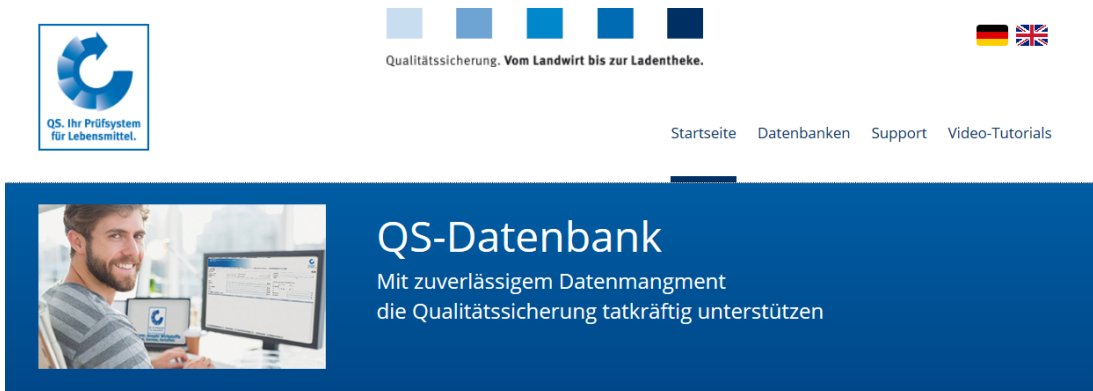 QS. Ihr Prüfsystem
für Lebensmittel.
Qualitätssicherung. Vom Landwirt bis zur Ladentheke.
Startseite Datenbanken Support Video-Tutorials
QS-Datenbank
Mit zuverlässigem Datenmangment
die Qualitätssicherung tatkräftig unterstützen